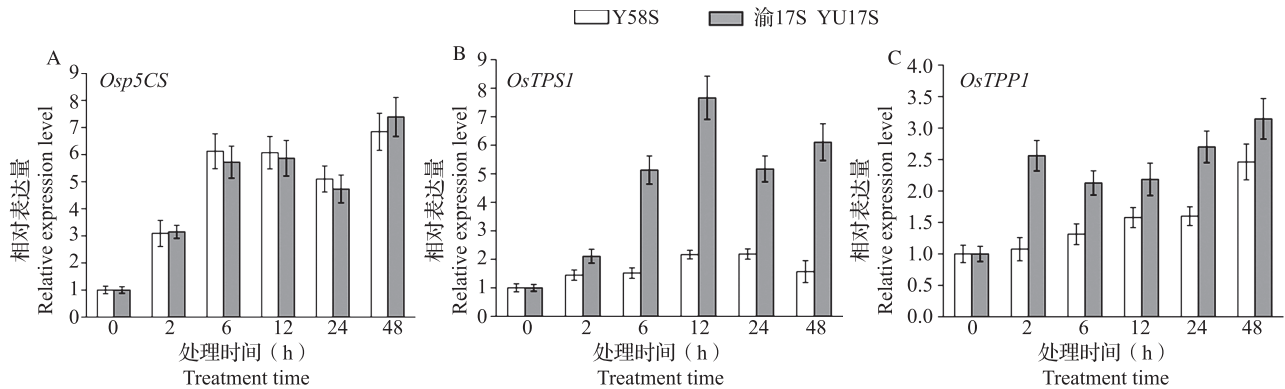 Y58S 渝17S YU17S
A
Osp5CS
相对表达量
Relative expression level
9
8
7
6
5
4
3
2
1
0
0 2 6 12 24 48
处理时间（h）
Treatment time
B
OsTPS1
相对表达量
Relative expression level
9
8
7
6
5
4
3
2
1
0
0 2 6 12 24 48
处理时间（h）
Treatment time
C
OsTPP1
相对表达量
Relative expression level
4.0
3.5
3.0
2.5
2.0
1.5
1.0
0.5
0
0 2 6 12 24 48
处理时间（h）
Treatment time